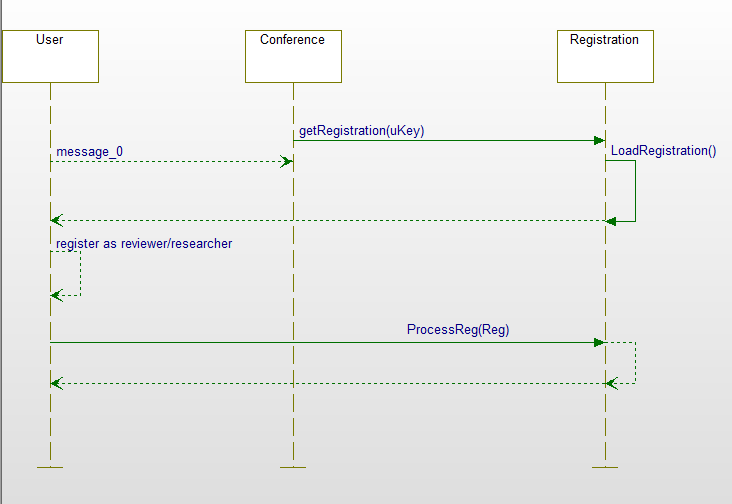 User
Conference
Registration
getRegistration(uKey)
message_0
LoadRegistration()
register as reviewer/researcher
ProcessReg(Reg)